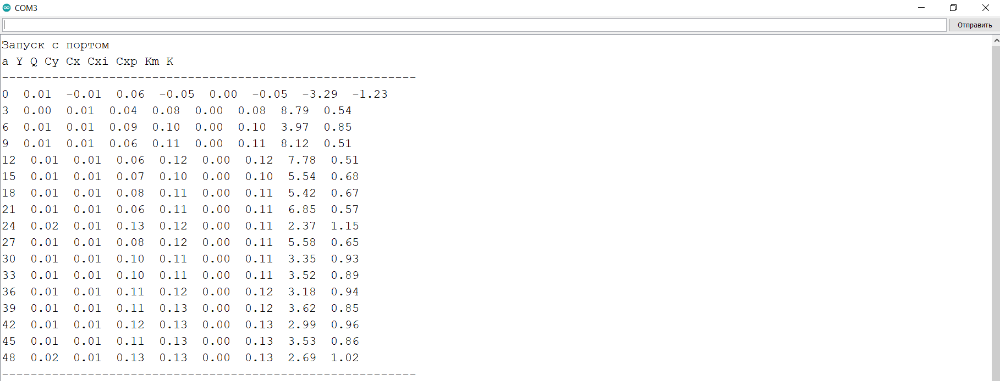 COM3
Отправить
Запуск с портом
a Y Q Cy Cx Cxi Cxp Km K
----------------------------------------------------------
0  0.01  -0.01  0.06  -0.05  0.00  -0.05  -3.29  -1.23
3  0.00  0.01  0.04  0.08  0.00  0.08  8.79  0.54
6  0.01  0.01  0.09  0.10  0.00  0.10  3.97  0.85
9  0.01  0.01  0.06  0.11  0.00  0.11  8.12  0.51
12  0.01  0.01  0.06  0.12  0.00  0.12  7.78  0.51
15  0.01  0.01  0.07  0.10  0.00  0.10  5.54  0.68
18  0.01  0.01  0.08  0.11  0.00  0.11  5.42  0.67
21  0.01  0.01  0.06  0.11  0.00  0.11  6.85  0.57
24  0.02  0.01  0.13  0.12  0.00  0.11  2.37  1.15
27  0.01  0.01  0.08  0.12  0.00  0.11  5.58  0.65
30  0.01  0.01  0.10  0.11  0.00  0.11  3.35  0.93
33  0.01  0.01  0.10  0.11  0.00  0.11  3.52  0.89
36  0.01  0.01  0.11  0.12  0.00  0.12  3.18  0.94
39  0.01  0.01  0.11  0.13  0.00  0.12  3.62  0.85
42  0.01  0.01  0.12  0.13  0.00  0.13  2.99  0.96
45  0.01  0.01  0.11  0.13  0.00  0.13  3.53  0.86
48  0.02  0.01  0.13  0.13  0.00  0.13  2.69  1.02
----------------------------------------------------------